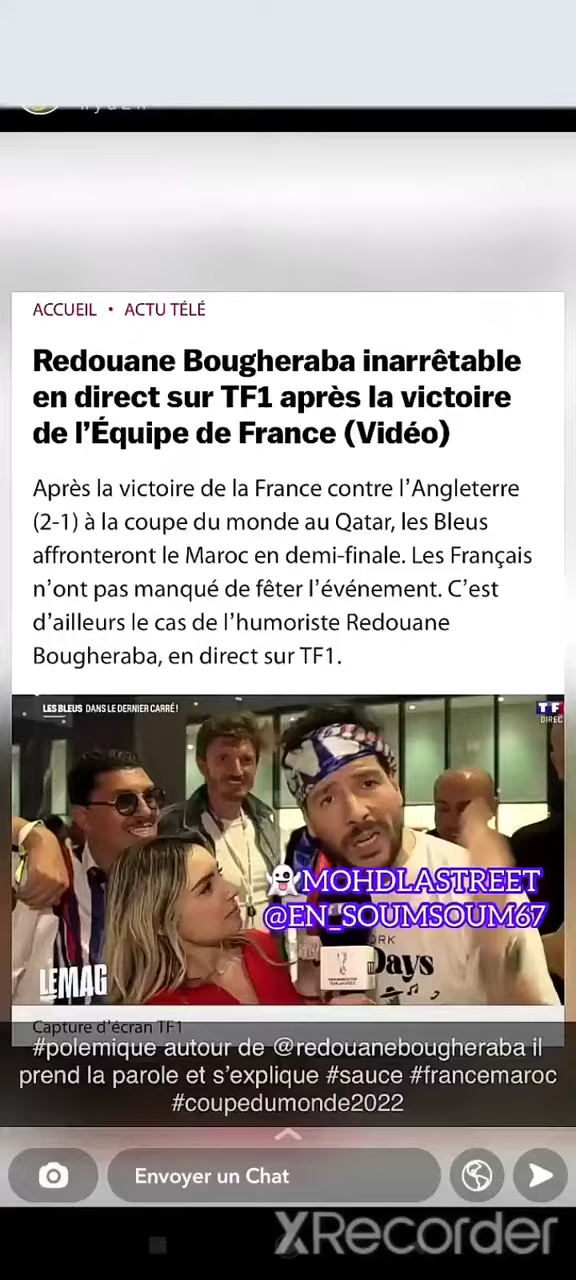 ACCUEIL • ACTU TÉLÉ
Redouane Bougheraba inarrêtable
en direct sur TF1 après la victoire
de l'Équipe de France (Vidéo)
Après la victoire de la France contre l'Angleterre
(2-1) à la coupe du monde au Qatar, les Bleus
affronteront le Maroc en demi-finale. Les Français
n'ont pas manqué de fêter l'événement. C'est
d'ailleurs le cas de l'humoriste Redouane
Bougheraba, en direct sur TF1.
LES BLEUS DANS LE DERNIER CARRÉ !
TF1
DIREC
MOHDLASTREET
@EN_SOUMSOUM67
Days
LEMAG
Capture d'écran TF1
#polemique autour de @redouanebougheraba il
prend la parole et s'explique #sauce #francemaroc
#coupedumonde2022
Envoyer un Chat
XRecorder